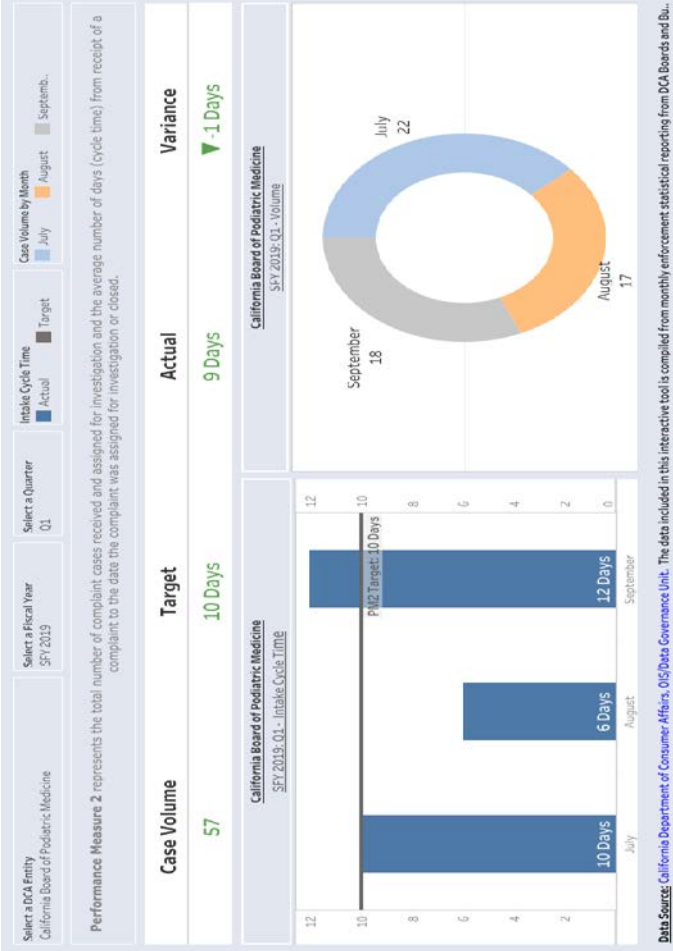 Select a DCA Entity
California Board of Podiatric Medicine
Select a Fiscal Year
SFY 2019
Select a Quarter
Q1
Intake Cycle Time
Actual
Target
Case Volume by Month
July
August
Septemb..
Performance Measure 2 represents the total number of complaint cases received and assigned for investigation and the average number of days (cycle time) from receipt of a
complaint to the date the complaint was assigned for investigation or closed.
Case Volume
Target
Actual
Variance
57
10 Days
9 Days
▼ -1 Days
California Board of Podiatric Medicine
SFY 2019: Q1 - Intake Cycle Time
12
10
8
6
4
2
PM2 Target: 10 Days
10 Days
6 Days
12 Days
12
10
8
6
4
2
0
July
August
September
California Board of Podiatric Medicine
SFY 2019: Q1 - Volume
September
18
July
22
August
17
Data Source: California Department of Consumer Affairs, OIS/Data Governance Unit. The data included in this interactive tool is compiled from monthly enforcement statistical reporting from DCA Boards and Bu..